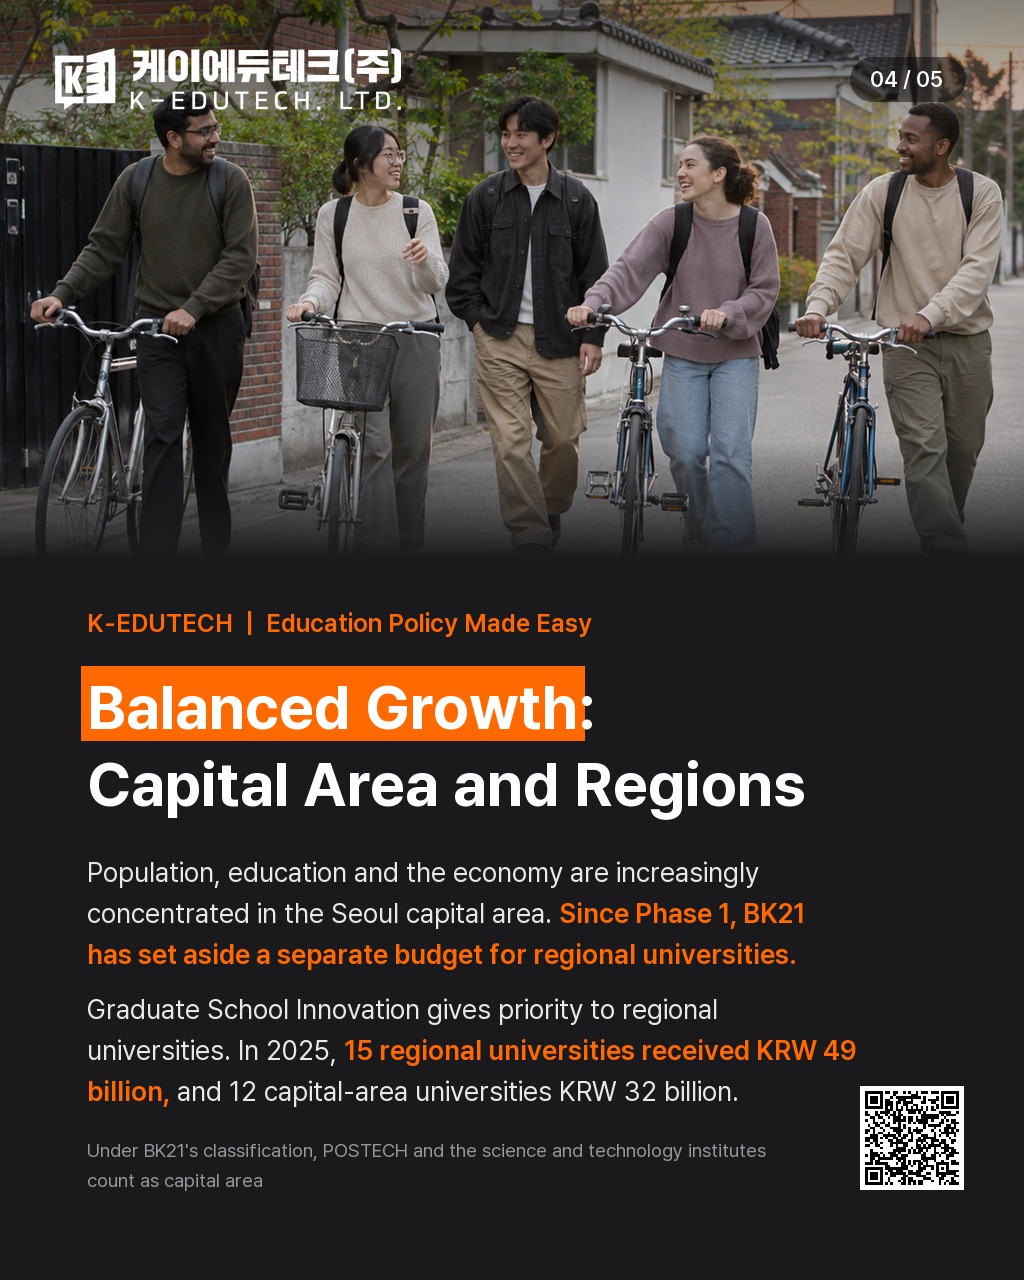 케이에듀테크(주)
K-EDUTECH. LTD.
04 / 05
K-EDUTECH | Education Policy Made Easy
Balanced Growth:
Capital Area and Regions
Population, education and the economy are increasingly
concentrated in the Seoul capital area. Since Phase 1, BK21
has set aside a separate budget for regional universities.
Graduate School Innovation gives priority to regional
universities. In 2025, 15 regional universities received KRW 49
billion, and 12 capital-area universities KRW 32 billion.
Under BK21's classification, POSTECH and the science and technology institutes
count as capital area